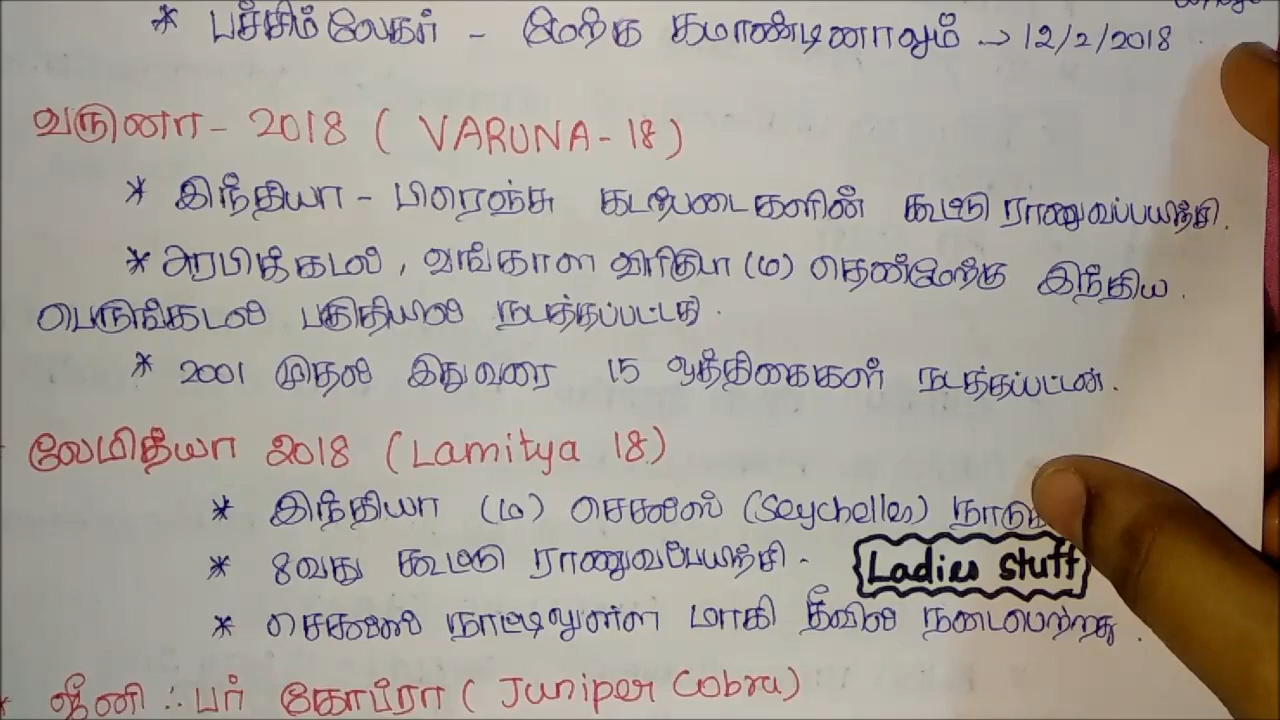 * பச்சிம் லேகர் - மேற்கு கமாண்டினாலும் → 12/2/2018
வருனா - 2018 ( VARUNA - 18 )
* இந்தியா - பிரெஞ்சு கடற்படைகளின் கூட்டு ராணுவப்பயிற்சி.
* அரபிக்கடல் , வங்காள விரிகுடா (ம) தென்மேற்கு இந்திய
பெருங்கடல் பகுதியில் நடத்தப்பட்டது.
* 2001 முதல் இதுவரை 15 ஒத்திகைகள் நடத்தப்பட்டன.
லேமித்யா 2018 ( Lamitya 18 )
* இந்தியா (ம) செசல்ஸ் (Seychelles)
* 8வது கூட்டு ராணுவப்பயிற்சி -
Ladies stuff
* செசல்ஸ் நாட்டிலுள்ள மாகி தீவில் நடைபெற்றது .
* ஜீனிஃபர் கோப்ரா ( Juniper Cobra )